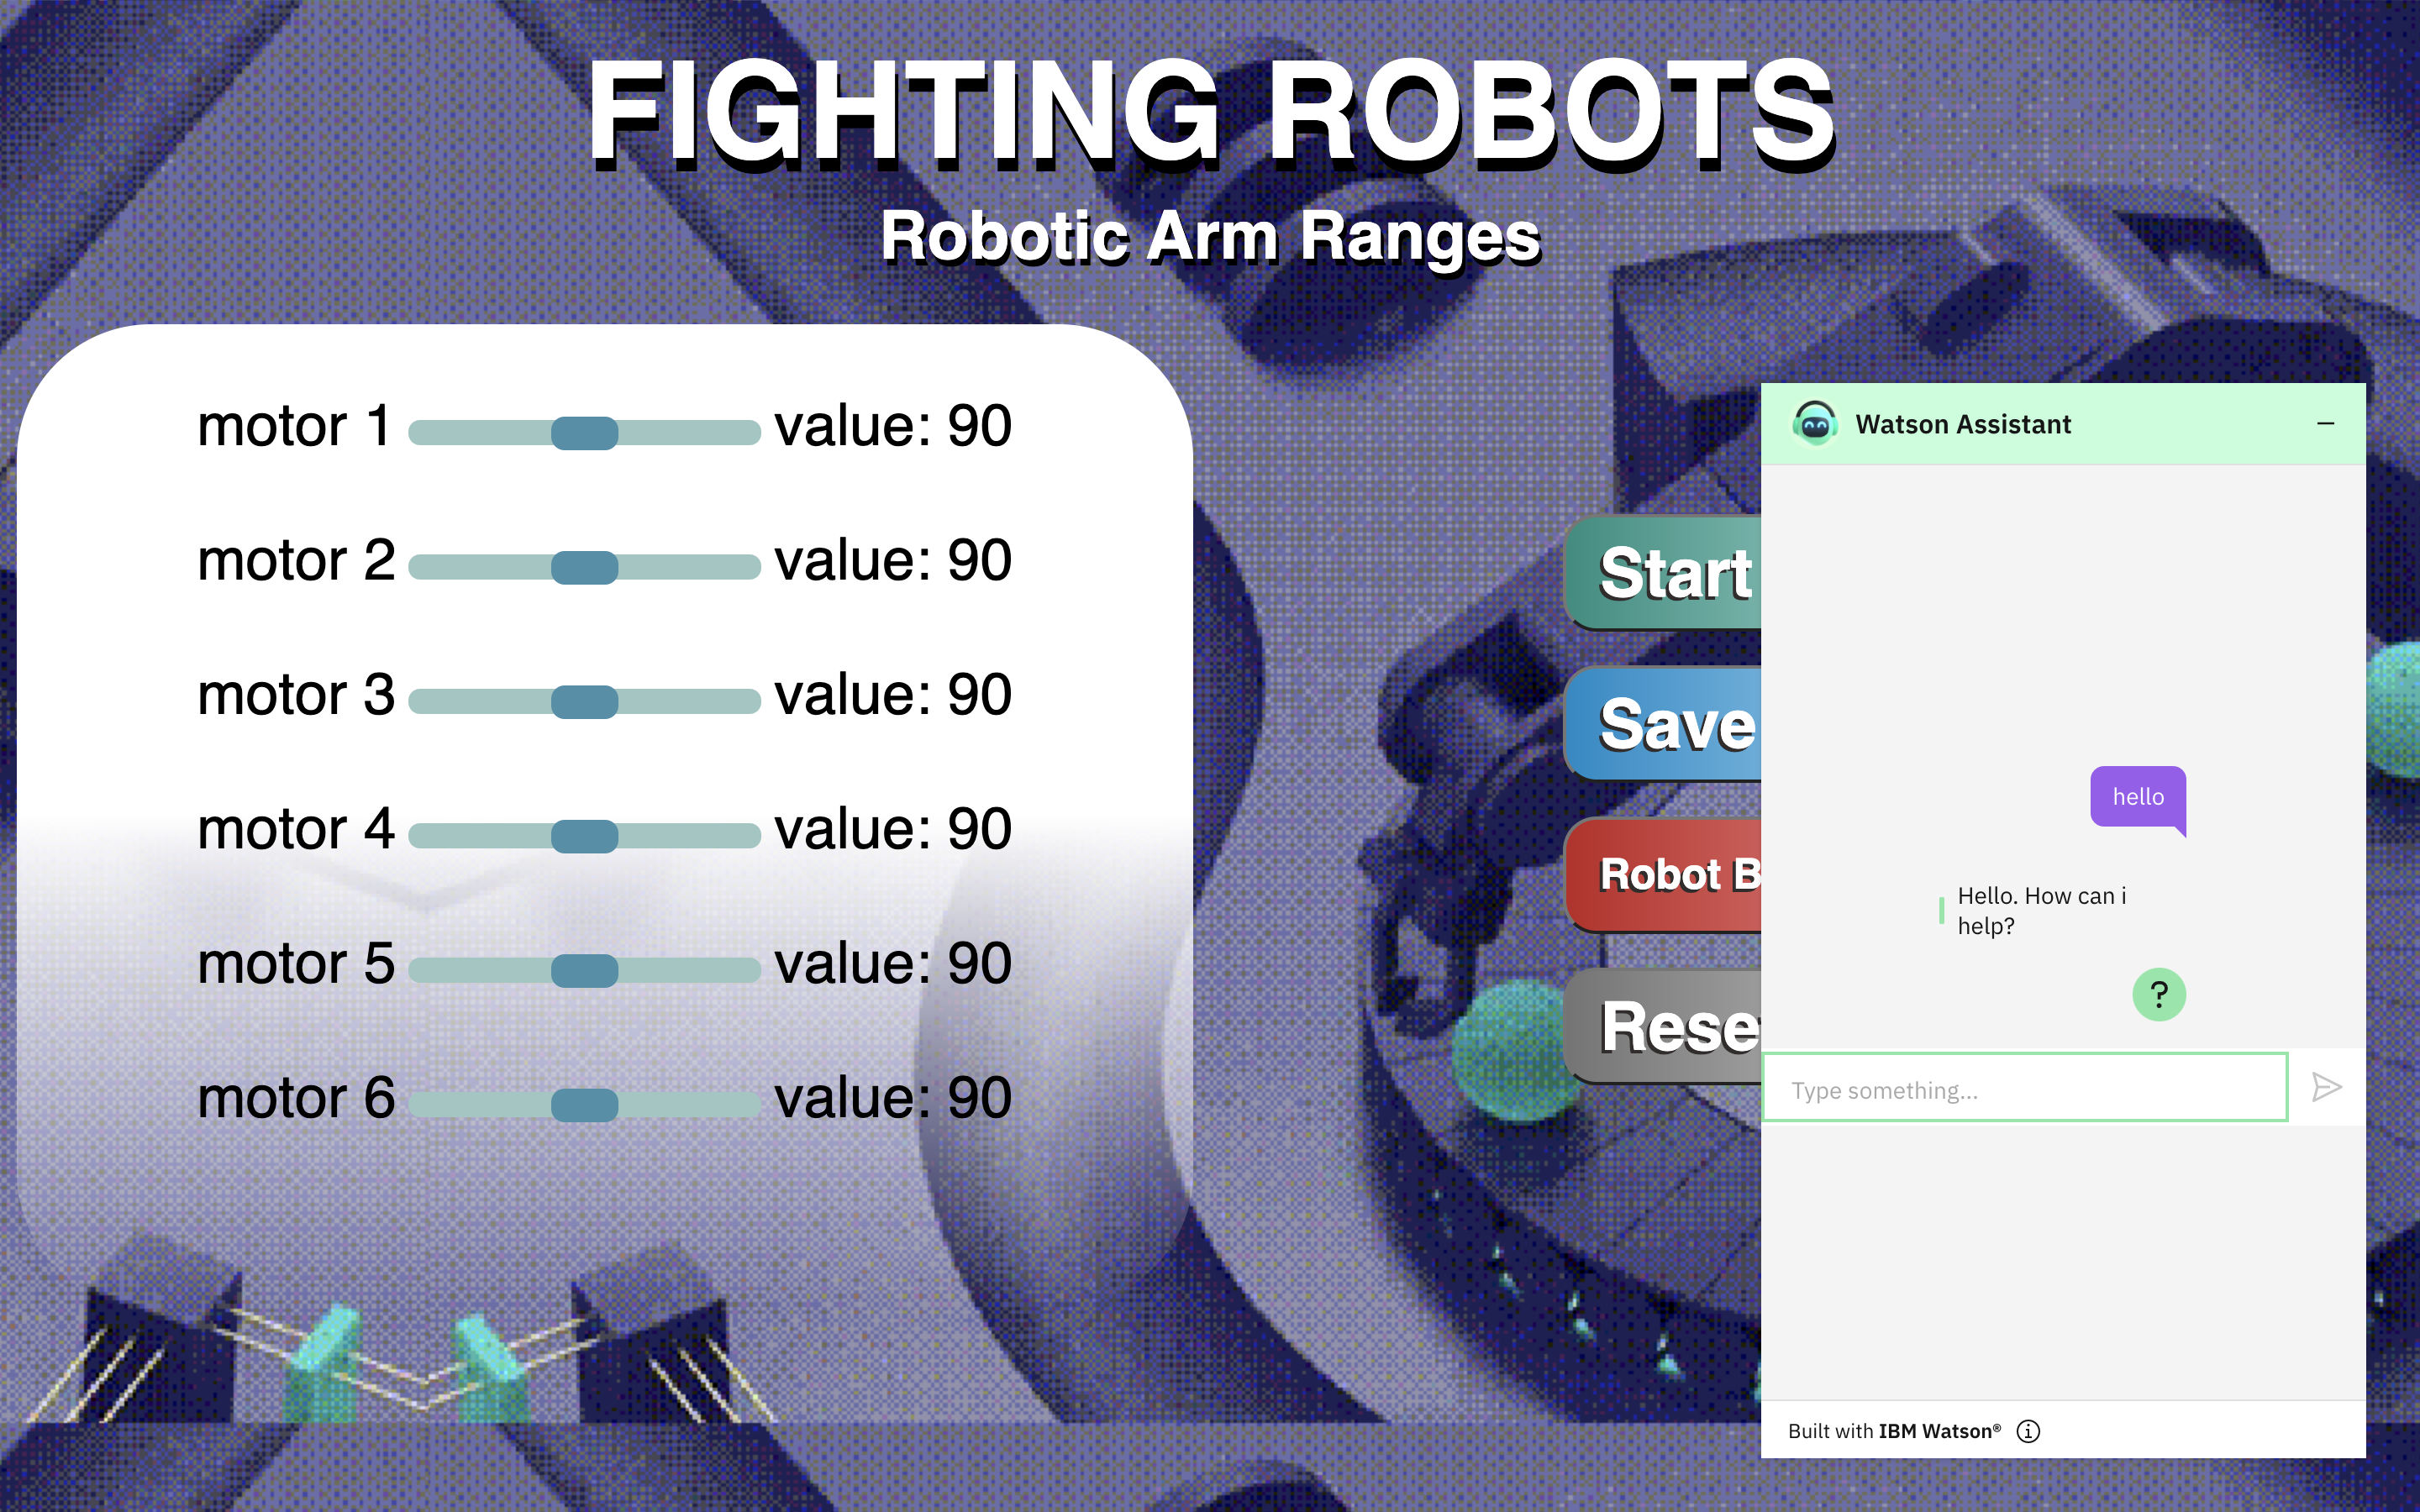 FIGHTING ROBOTS
Robotic Arm Ranges
motor 1 value: 90
motor 2 value: 90
motor 3 value: 90
motor 4 value: 90
motor 5 value: 90
motor 6 value: 90
Start
Save
Robot B
Rese
Watson Assistant
hello
Hello. How can i
help?
?
Type something...
Built with IBM Watson®